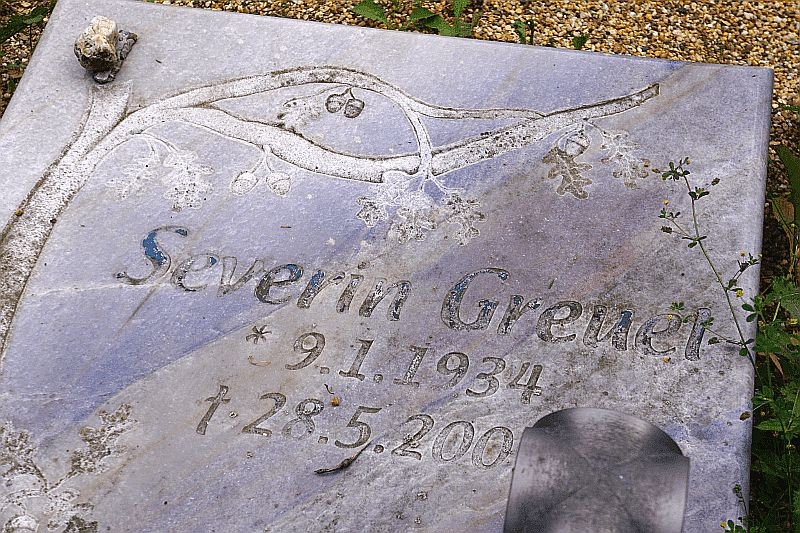 Severin Greuel
* 9.1.1934
† 28.5.200